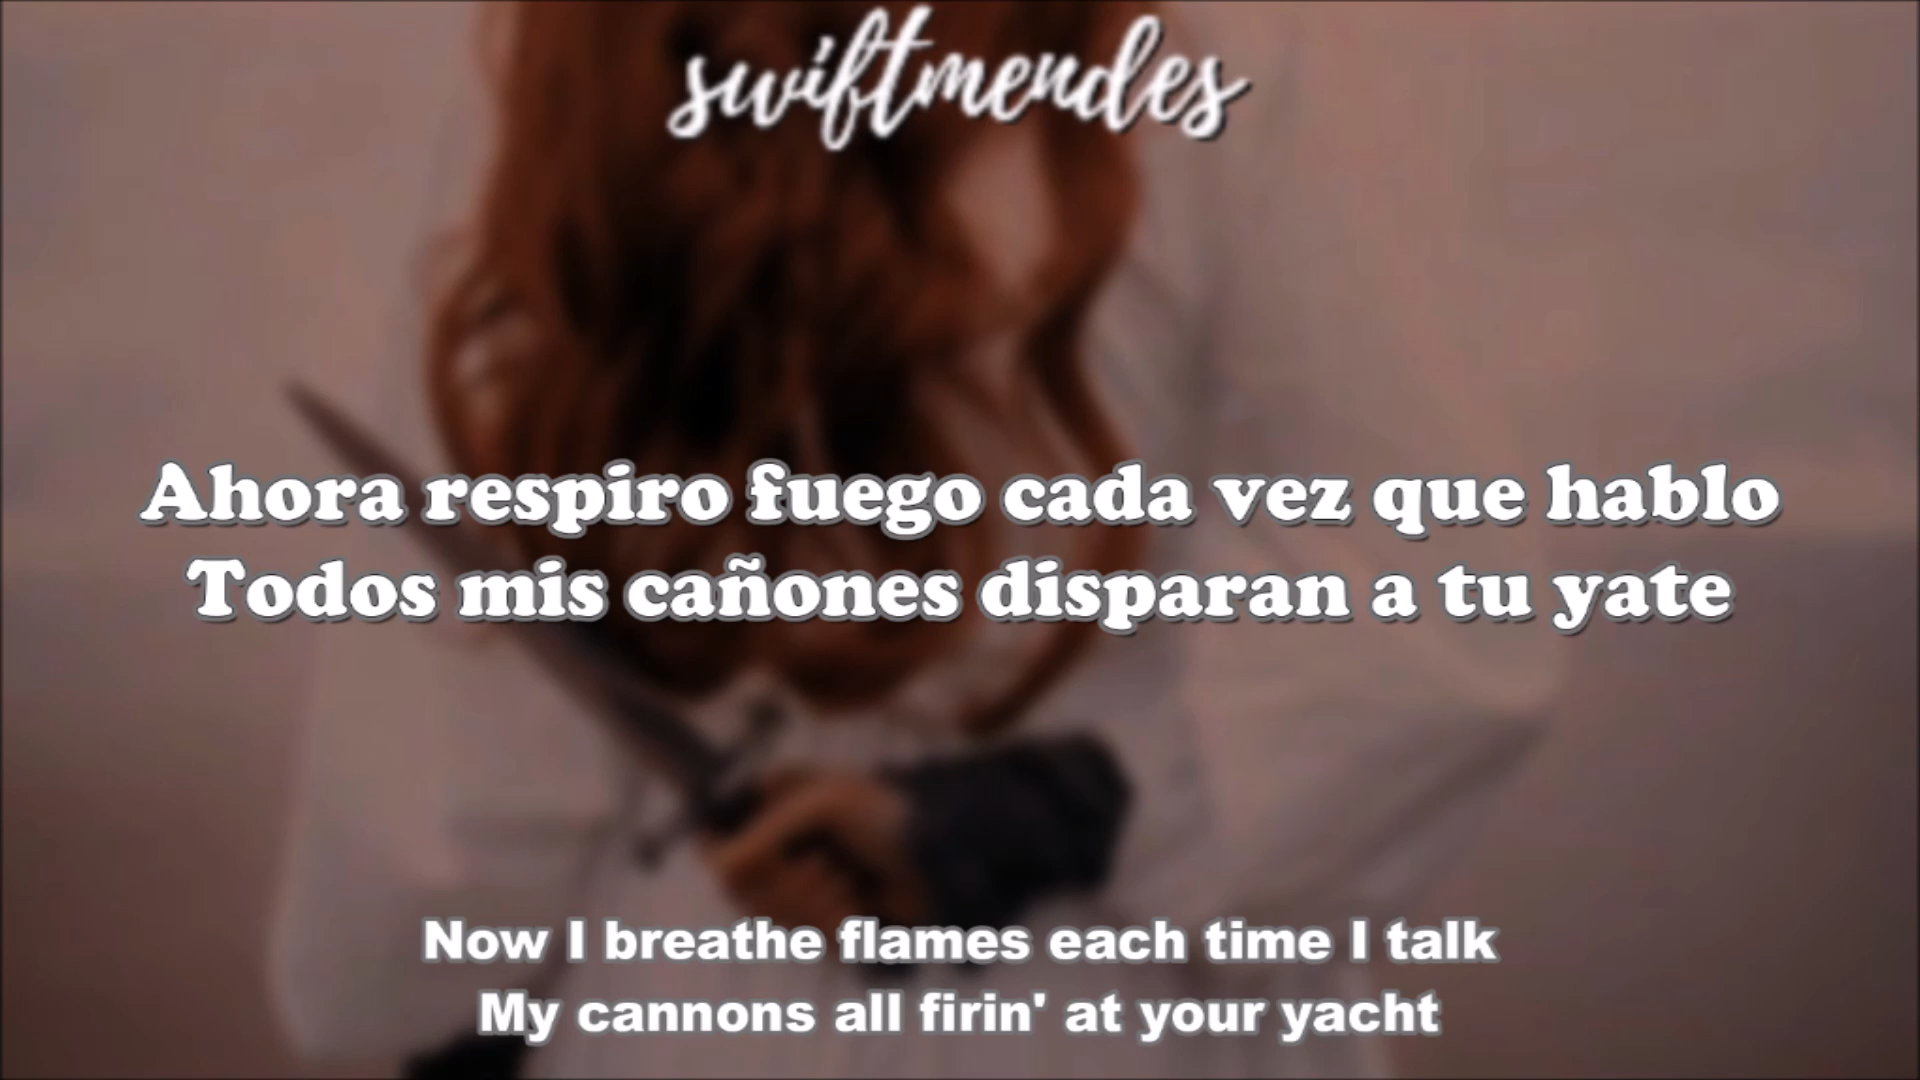 swiftmendes
Ahora respiro fuego cada vez que hablo
Todos mis cañones disparan a tu yate
Now I breathe flames each time I talk
My cannons all firin' at your yacht